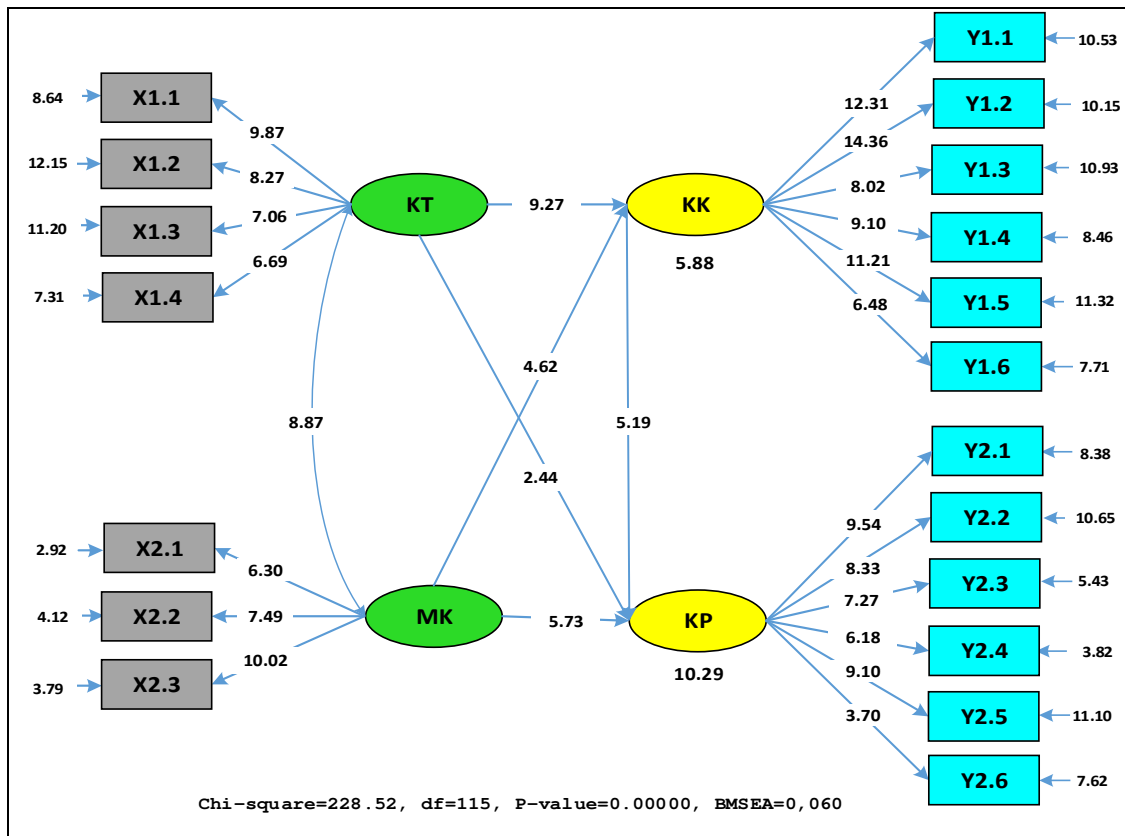 Y1.1
10.53
8.64
X1.1
12.31
Y1.2
10.15
9.87
14.36
12.15
X1.2
8.27
Y1.3
10.93
8.02
KT
9.27
KK
7.06
11.20
X1.3
9.10
Y1.4
8.46
6.69
5.88
11.21
7.31
X1.4
Y1.5
11.32
6.48
4.62
Y1.6
7.71
8.87
5.19
Y2.1
8.38
2.44
9.54
Y2.2
10.65
2.92
X2.1
8.33
6.30
Y2.3
5.43
7.27
4.12
X2.2
7.49
MK
5.73
KP
6.18
Y2.4
3.82
10.02
3.79
X2.3
10.29
9.10
Y2.5
11.10
3.70
Y2.6
7.62
Chi-square=228.52, df=115, P-value=0.00000, BMSEA=0,060